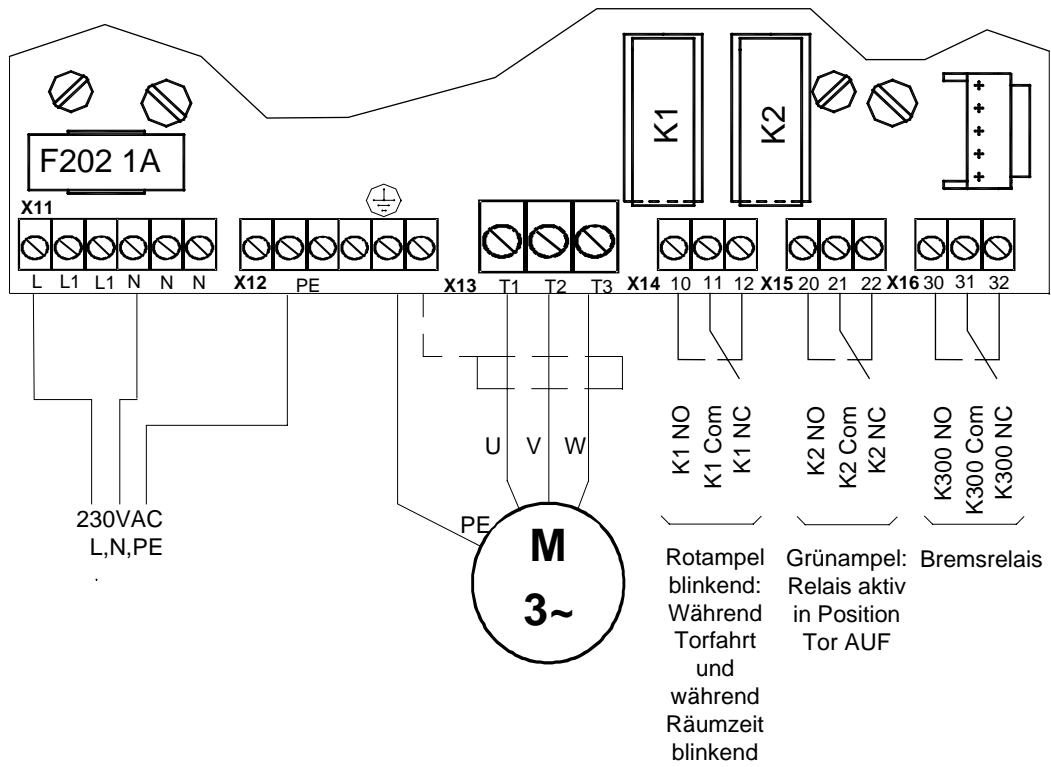 K1
K2
F202 1A
X11
L L1 L1 N N N
X12 PE
X13 T1 T2 T3
X14 10 11 12
X15 20 21 22
X16 30 31 32
U V W
PE
M
3~
230VAC
L,N,PE
K1 NO
K1 Com
K1 NC
K2 NO
K2 Com
K2 NC
K300 NO
K300 Com
K300 NC
Rotampel
blinkend:
Während
Torfahrt
und
während
Räumzeit
blinkend
Grünampel:
Relais aktiv
in Position
Tor AUF
Bremsrelais